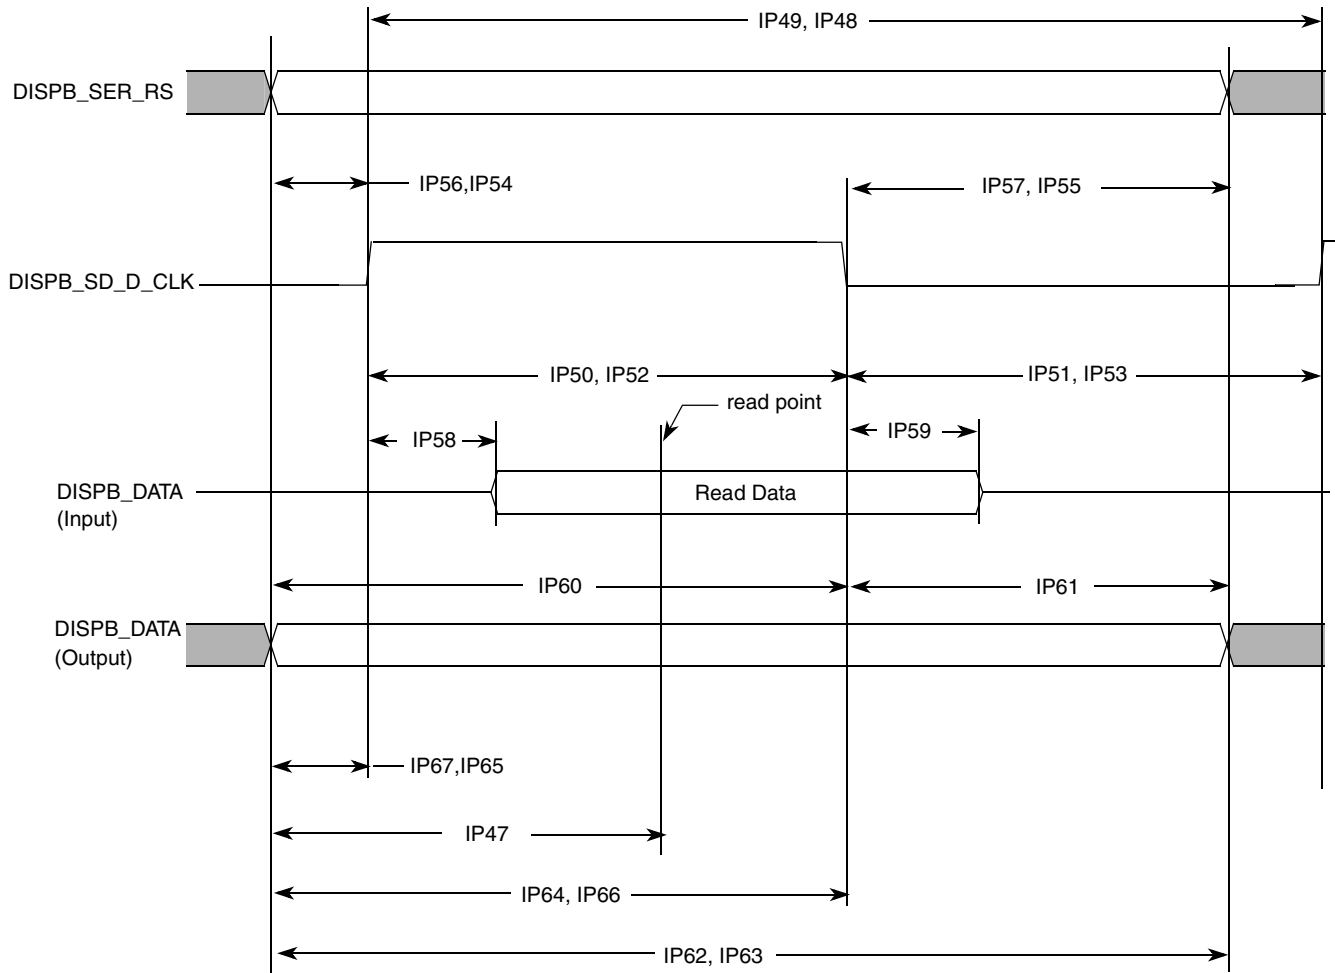 IP49, IP48
DISPB_SER_RS
IP56,IP54
IP57, IP55
DISPB_SD_D_CLK
IP50, IP52
IP51, IP53
read point
IP58
IP59
DISPB_DATA
(Input)
Read Data
IP60
IP61
DISPB_DATA
(Output)
IP67,IP65
IP47
IP64, IP66
IP62, IP63